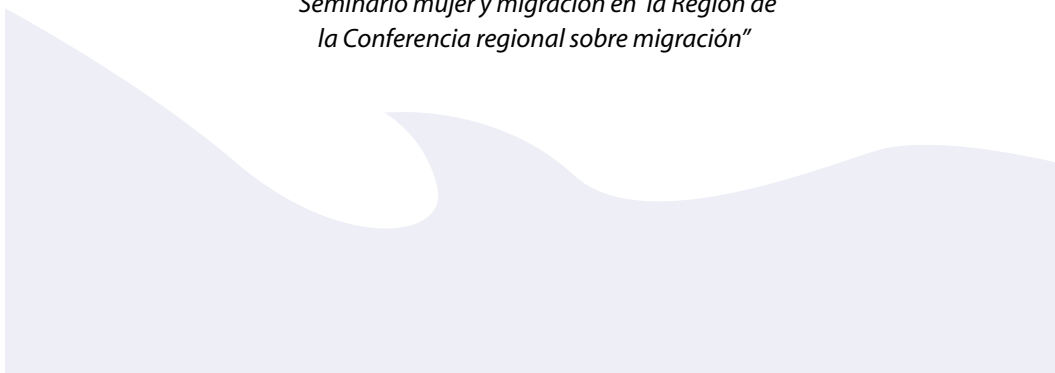 Seminario mujer y migración en la Región de
la Conferencia regional sobre migración”